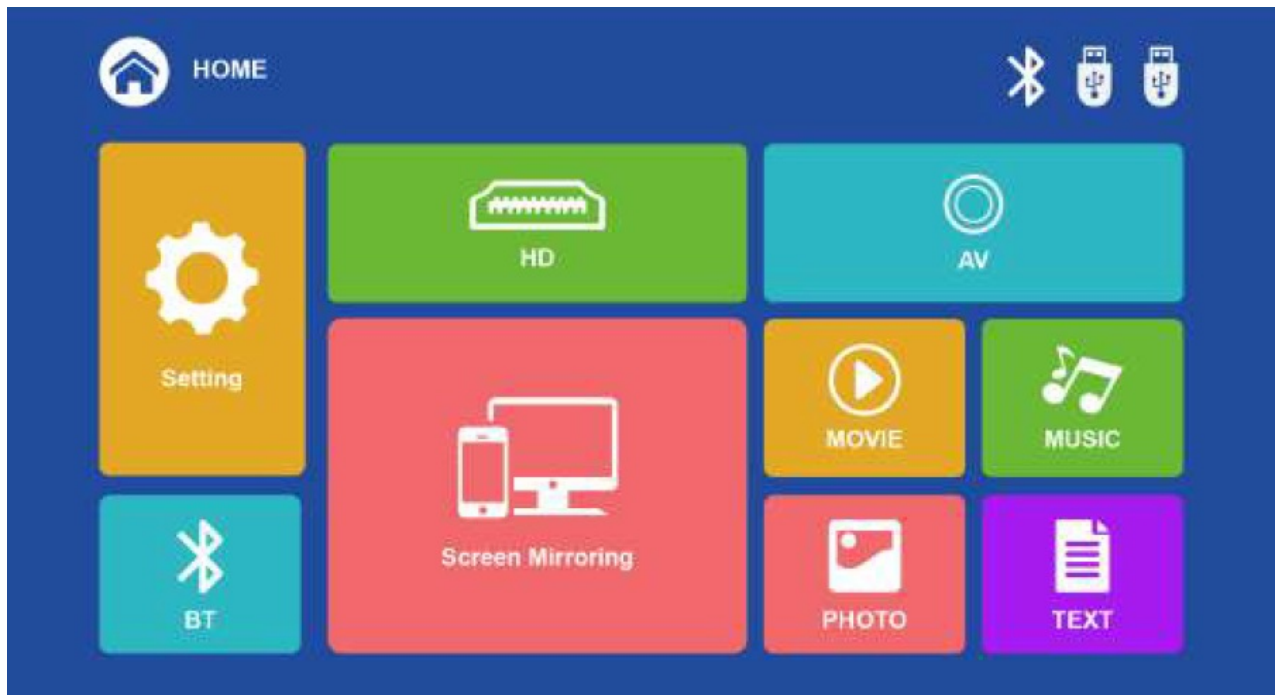 HOME
Setting
HD
AV
Screen Mirroring
MOVIE
MUSIC
BT
PHOTO
TEXT